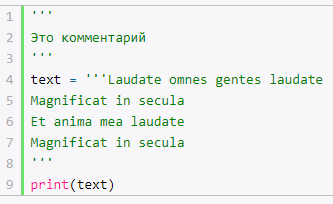 1 '''
2 Это комментарий
3 '''
4 text = '''Laudate omnes gentes laudate
5 Magnificat in secula
6 Et anima mea laudate
7 Magnificat in secula
8 '''
9 print(text)